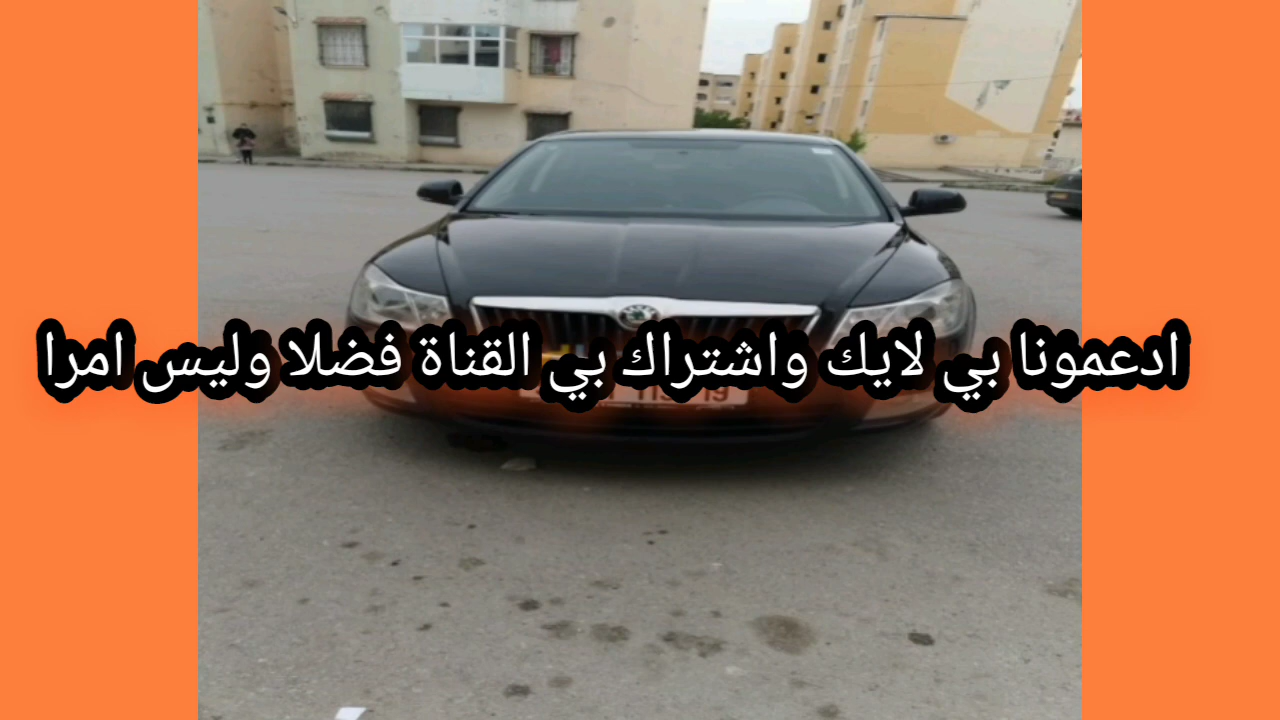 ادعمونا بي لايك واشتراك بي القناة فضلا وليس امرا